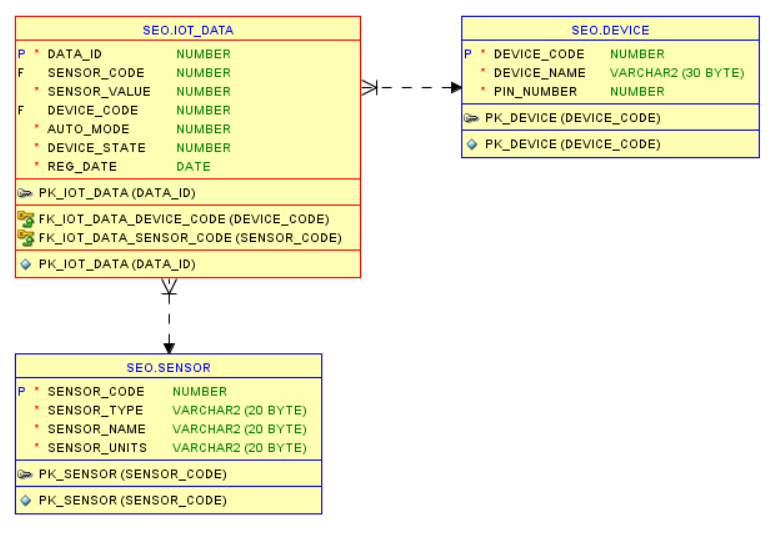 SEO.IOT_DATA
P * DATA_ID NUMBER
F SENSOR_CODE NUMBER
* SENSOR_VALUE NUMBER
F DEVICE_CODE NUMBER
* AUTO_MODE NUMBER
* DEVICE_STATE NUMBER
* REG_DATE DATE
PK_IOT_DATA (DATA_ID)
FK_IOT_DATA_DEVICE_CODE (DEVICE_CODE)
FK_IOT_DATA_SENSOR_CODE (SENSOR_CODE)
PK_IOT_DATA (DATA_ID)
SEO.DEVICE
P * DEVICE_CODE NUMBER
* DEVICE_NAME VARCHAR2 (30 BYTE)
* PIN_NUMBER NUMBER
PK_DEVICE (DEVICE_CODE)
PK_DEVICE (DEVICE_CODE)
SEO.SENSOR
P * SENSOR_CODE NUMBER
* SENSOR_TYPE VARCHAR2 (20 BYTE)
* SENSOR_NAME VARCHAR2 (20 BYTE)
* SENSOR_UNITS VARCHAR2 (20 BYTE)
PK_SENSOR (SENSOR_CODE)
PK_SENSOR (SENSOR_CODE)